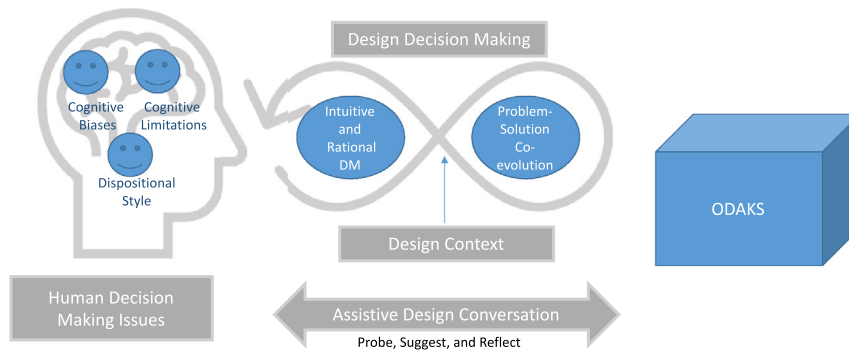 Design Decision Making
Cognitive
Biases
Cognitive
Limitations
Dispositional
Style
Intuitive
and
Rational
DM
Problem-
Solution
Co-
evolution
ODAKS
Design Context
Human Decision
Making Issues
Assistive Design Conversation
Probe, Suggest, and Reflect